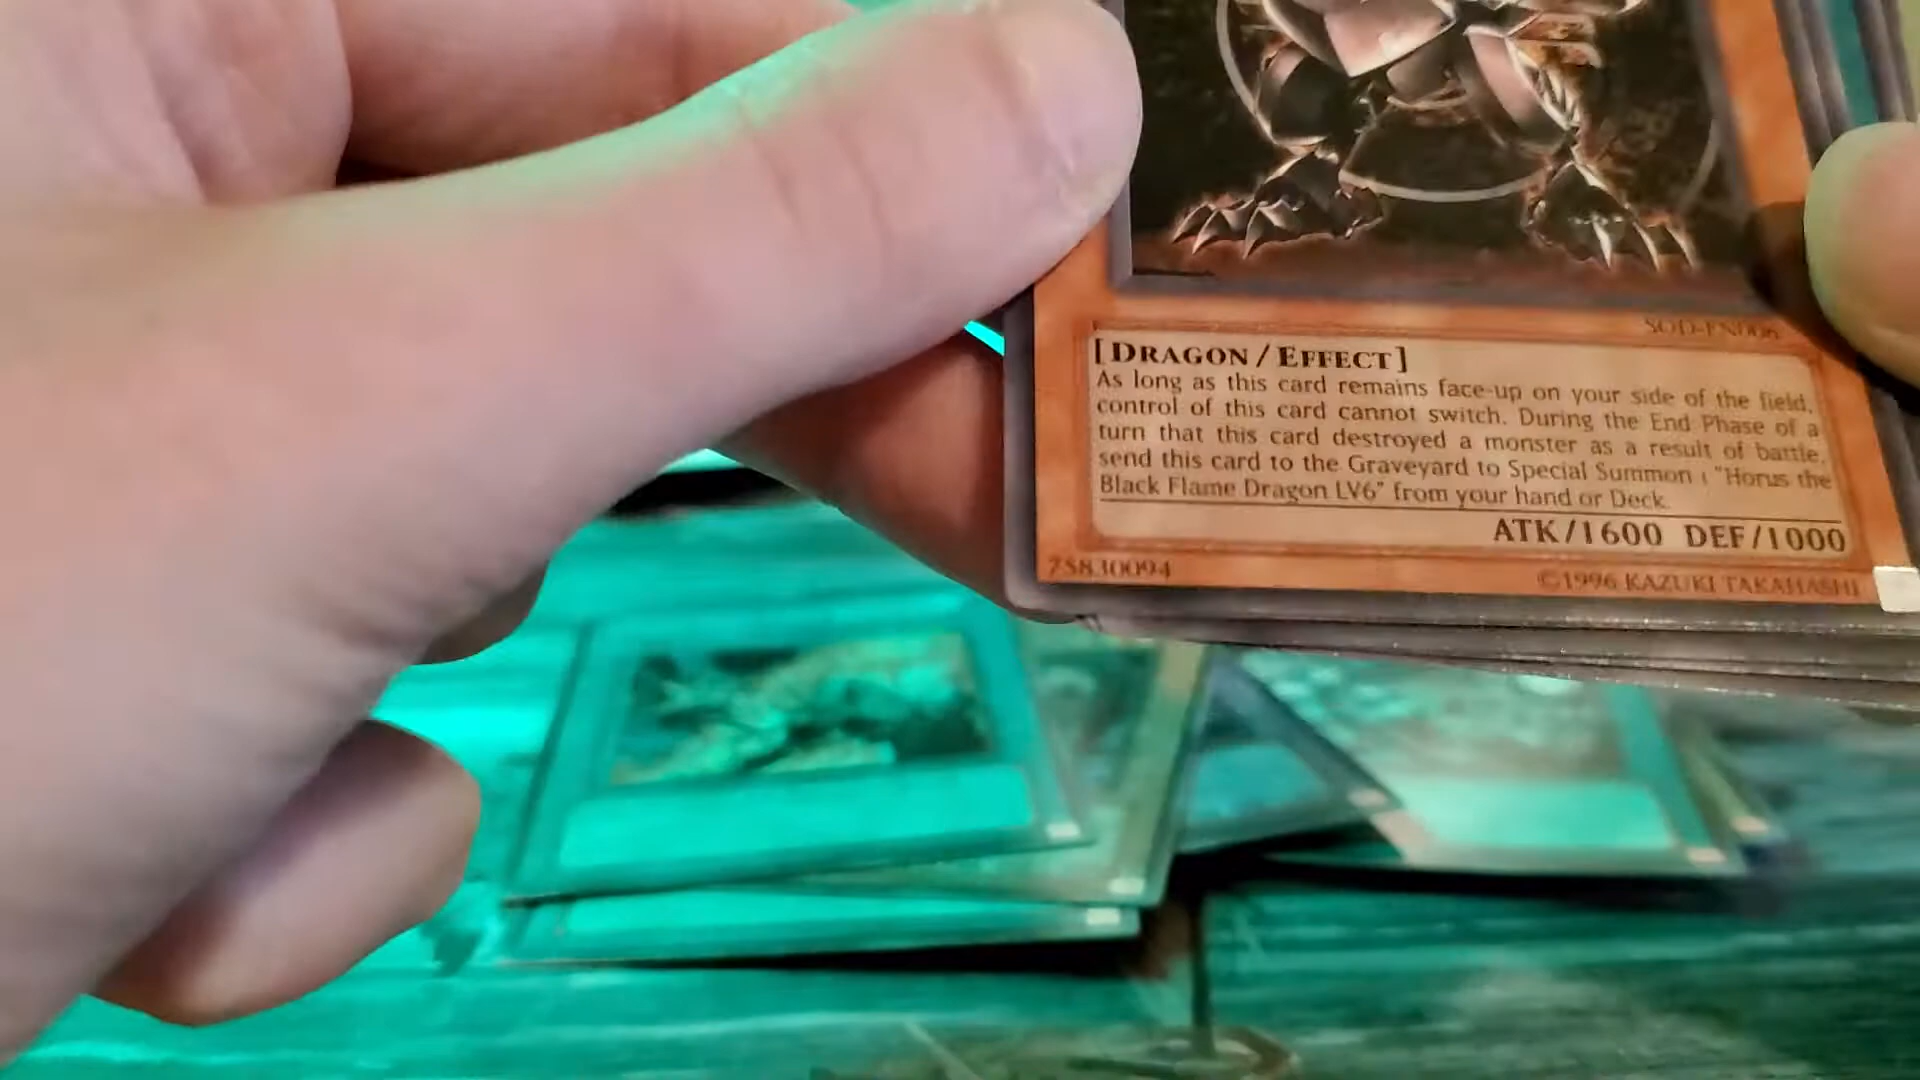 SOD-EN006
[DRAGON/EFFECT]
As long as this card remains face-up on your side of the field,
control of this card cannot switch. During the End Phase of a
turn that this card destroyed a monster as a result of battle,
send this card to the Graveyard to Special Summon 1 "Horus the
Black Flame Dragon LV6" from your hand or Deck.
ATK/1600 DEF/1000
75830094
©1996 KAZUKI TAKAHASHI